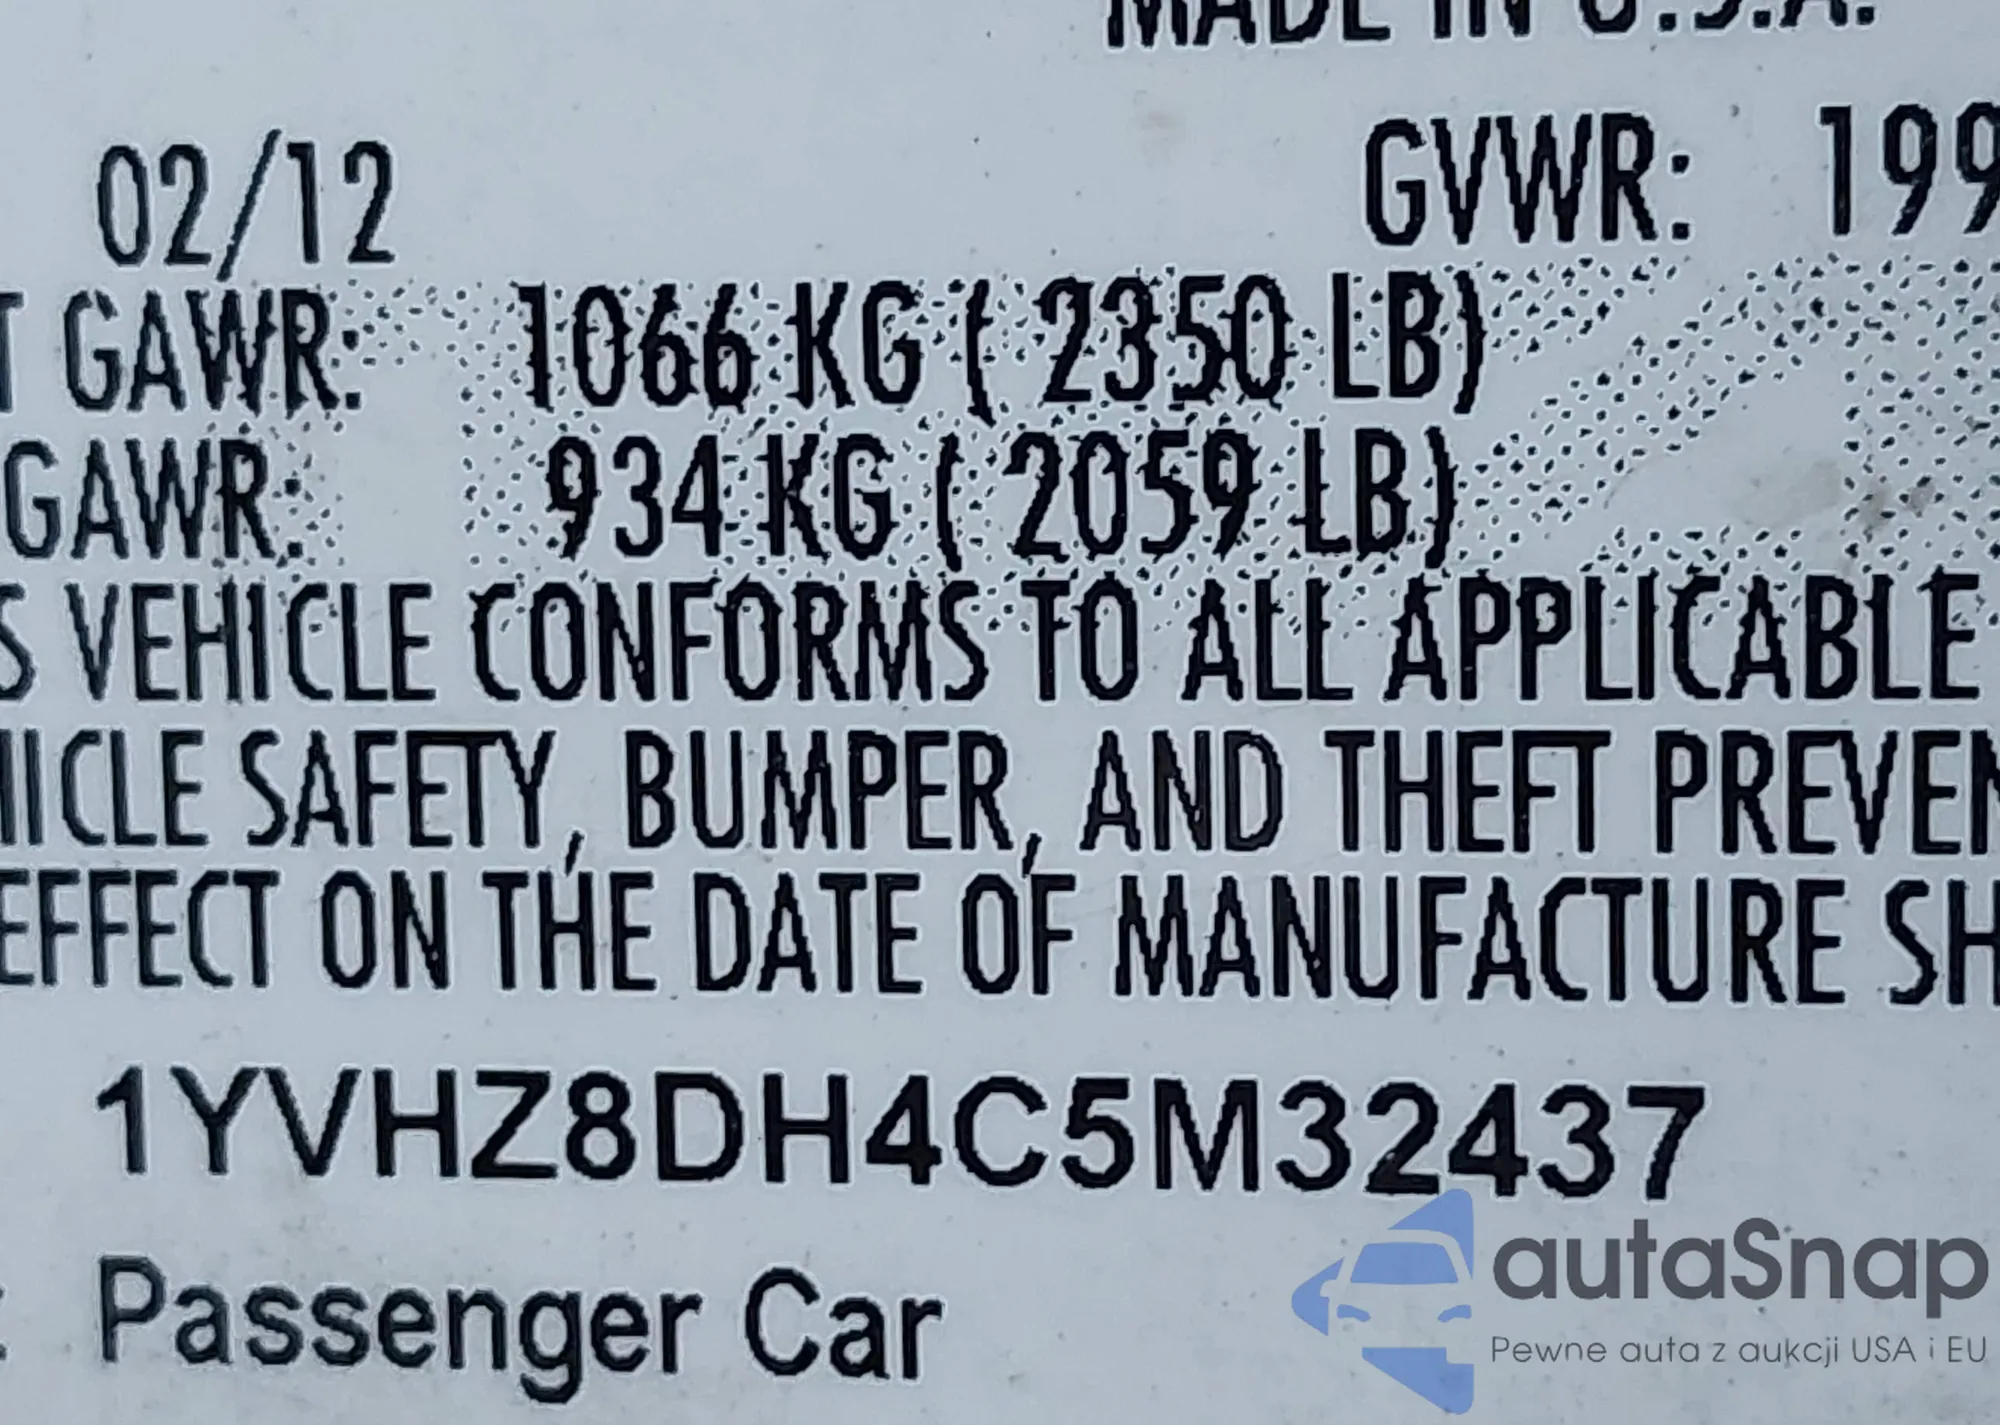 MADE IN U.S.A.
02/12 GVWR: 199
T GAWR: 1066 KG ( 2350 LB)
GAWR: 934 KG ( 2059 LB)
S VEHICLE CONFORMS TO ALL APPLICABLE
HICLE SAFETY, BUMPER, AND THEFT PREVEN
EFFECT ON THE DATE OF MANUFACTURE SH
1YVHZ8DH4C5M32437
: Passenger Car
autaSnap
Pewne auta z aukcji USA i EU